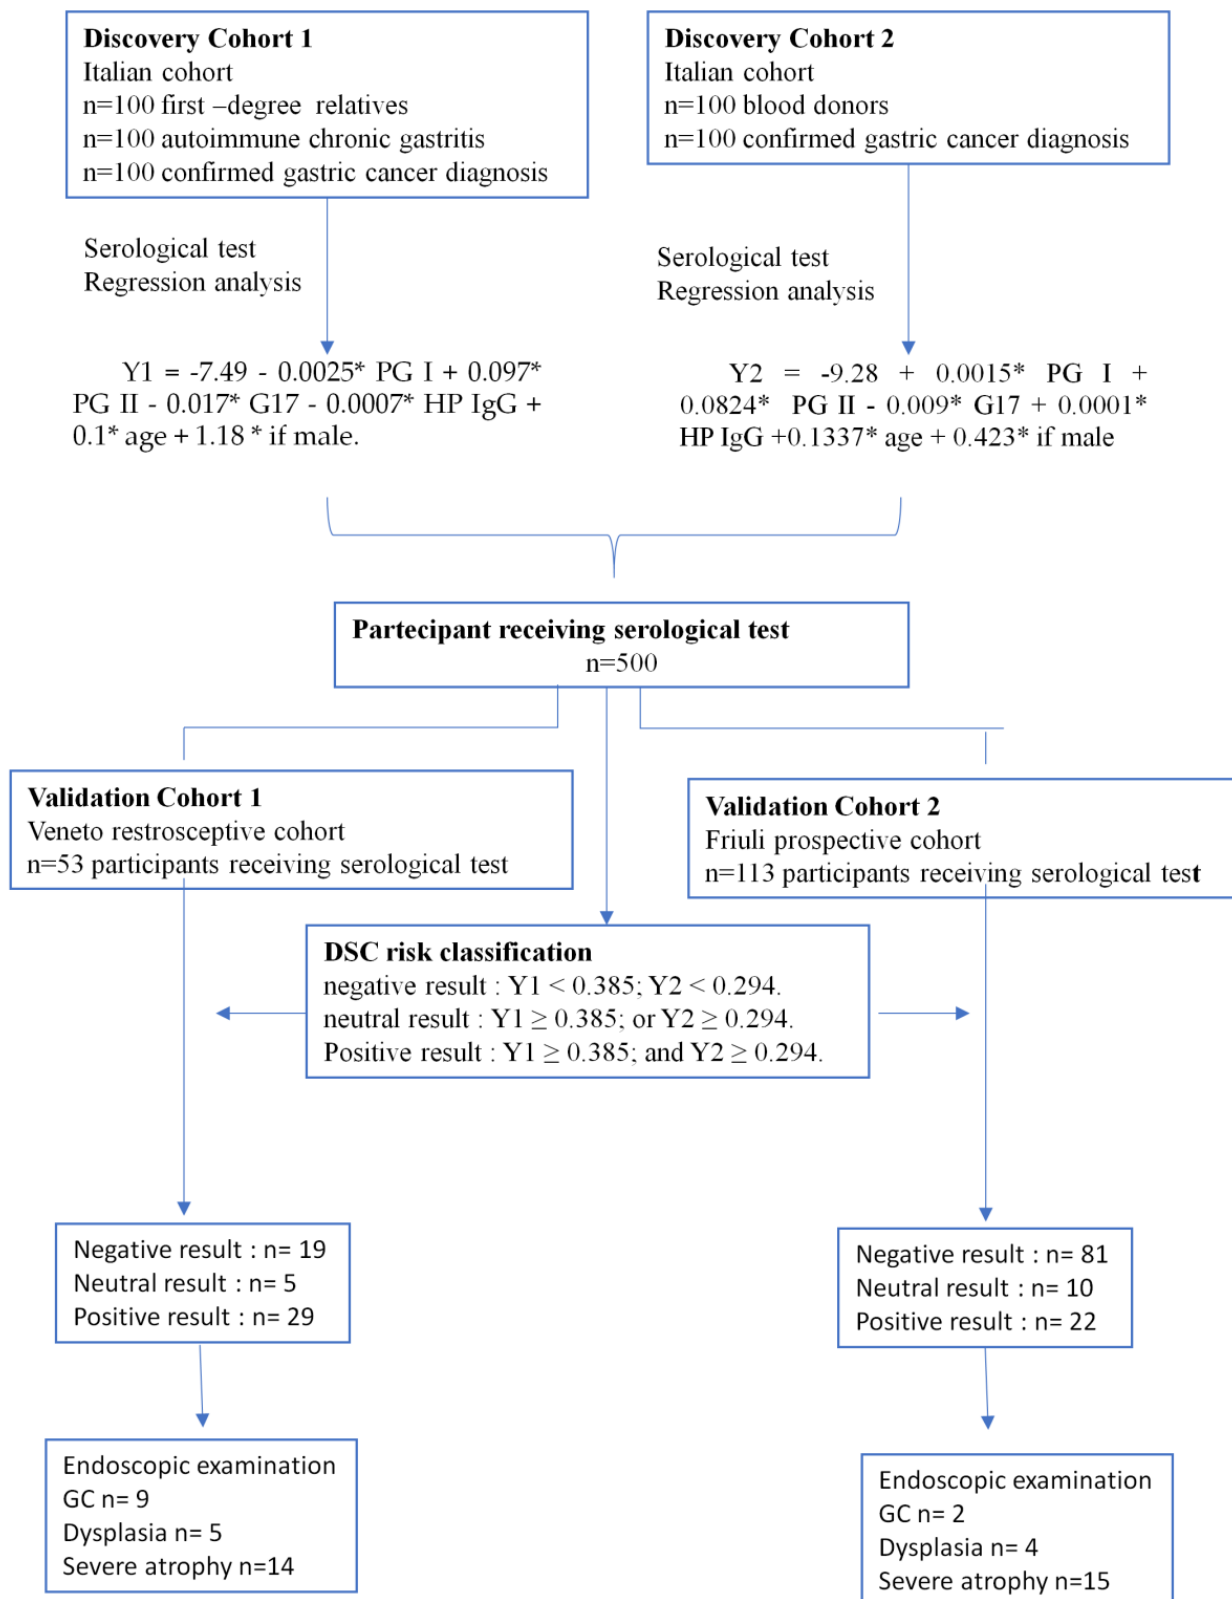 Discovery Cohort 1
Italian cohort
n=100 first –degree relatives
n=100 autoimmune chronic gastritis
n=100 confirmed gastric cancer diagnosis
Discovery Cohort 2
Italian cohort
n=100 blood donors
n=100 confirmed gastric cancer diagnosis
Serological test
Regression analysis
Serological test
Regression analysis
Y1 = -7.49 - 0.0025* PG I + 0.097*
PG II - 0.017* G17 - 0.0007* HP IgG +
0.1* age + 1.18 * if male.
Y2 = -9.28 + 0.0015* PG I +
0.0824* PG II - 0.009* G17 + 0.0001*
HP IgG +0.1337* age + 0.423* if male
Partecipant receiving serological test
n=500
Validation Cohort 1
Veneto restrosceptive cohort
n=53 participants receiving serological test
Validation Cohort 2
Friuli prospective cohort
n=113 participants receiving serological test
DSC risk classification
negative result : Y1 < 0.385; Y2 < 0.294.
neutral result : Y1 ≥ 0.385; or Y2 ≥ 0.294.
Positive result : Y1 ≥ 0.385; and Y2 ≥ 0.294.
Negative result : n= 19
Neutral result : n= 5
Positive result : n= 29
Negative result : n= 81
Neutral result : n= 10
Positive result : n= 22
Endoscopic examination
GC n= 9
Dysplasia n= 5
Severe atrophy n=14
Endoscopic examination
GC n= 2
Dysplasia n= 4
Severe atrophy n=15